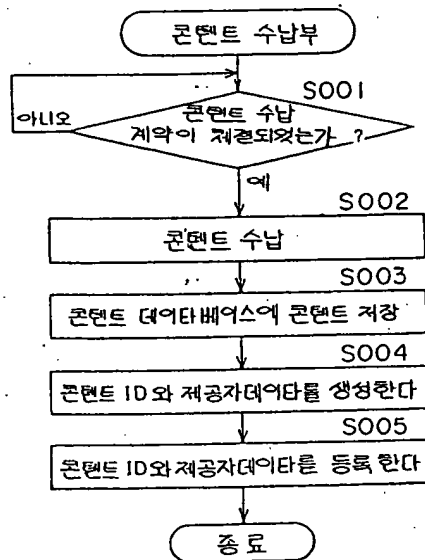 콘텐트 수납부
S001
콘텐트 수납
계약이 체결되었는가 ?
아니오
예
S002
콘텐트 수납
S003
콘텐트 데이타베이스에 콘텐트 저장
S004
콘텐트 ID와 제공자데이타를 생성한다
S005
콘텐트 ID와 제공자데이타를 등록한다
종료